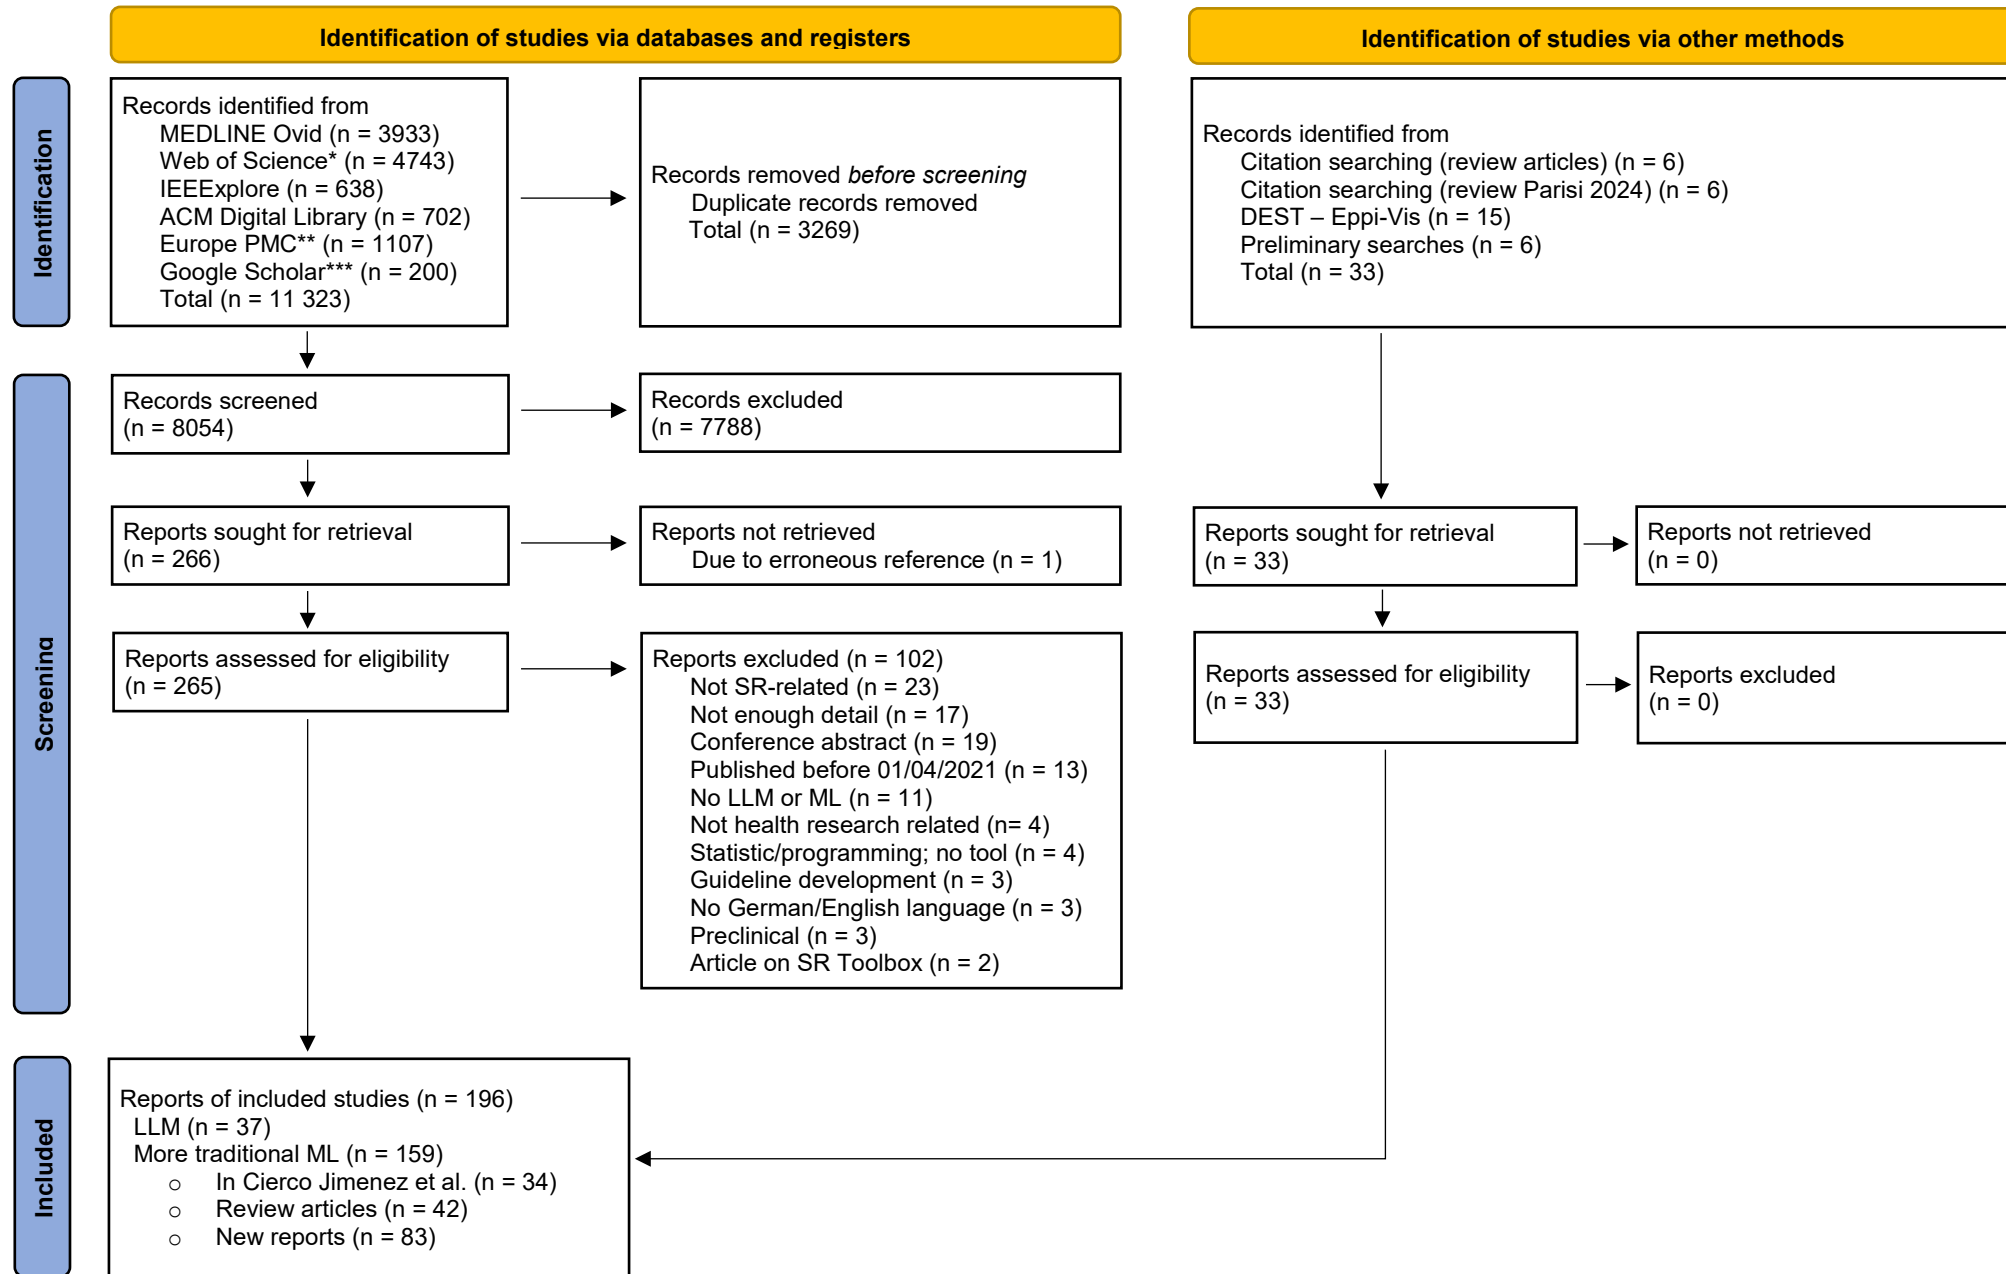 Identification of studies via databases and registers
Identification of studies via other methods
Identification
Records identified from
MEDLINE Ovid (n = 3933)
Web of Science* (n = 4743)
IEEExplore (n = 638)
ACM Digital Library (n = 702)
Europe PMC** (n = 1107)
Google Scholar*** (n = 200)
Total (n = 11 323)
Records removed before screening
Duplicate records removed
Total (n = 3269)
Records identified from
Citation searching (review articles) (n = 6)
Citation searching (review Parisi 2024) (n = 6)
DEST – Eppi-Vis (n = 15)
Preliminary searches (n = 6)
Total (n = 33)
Screening
Records screened
(n = 8054)
Records excluded
(n = 7788)
Reports sought for retrieval
(n = 266)
Reports not retrieved
Due to erroneous reference (n = 1)
Reports sought for retrieval
(n = 33)
Reports not retrieved
(n = 0)
Reports assessed for eligibility
(n = 265)
Reports excluded (n = 102)
Not SR-related (n = 23)
Not enough detail (n = 17)
Conference abstract (n = 19)
Published before 01/04/2021 (n = 13)
No LLM or ML (n = 11)
Not health research related (n= 4)
Statistic/programming; no tool (n = 4)
Guideline development (n = 3)
No German/English language (n = 3)
Preclinical (n = 3)
Article on SR Toolbox (n = 2)
Reports assessed for eligibility
(n = 33)
Reports excluded
(n = 0)
Included
Reports of included studies (n = 196)
LLM (n = 37)
More traditional ML (n = 159)
o In Cierco Jimenez et al. (n = 34)
o Review articles (n = 42)
o New reports (n = 83)